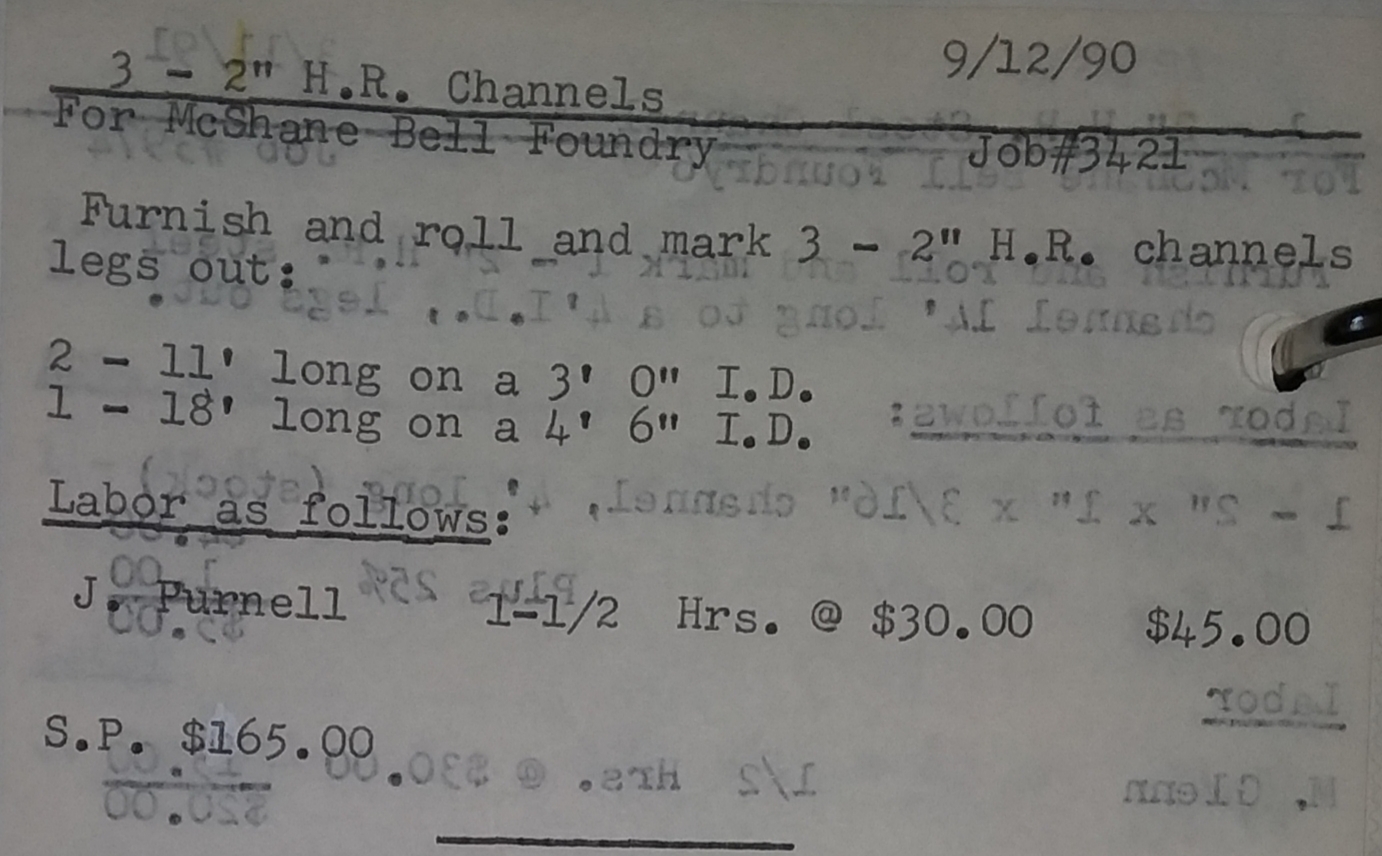 9/12/90
3 - 2" H.R. Channels
For McShane Bell Foundry Job#3421
Furnish and roll and mark 3 - 2" H.R. channels
legs out:
2 - 11' long on a 3' 0" I.D.
1 - 18' long on a 4' 6" I.D.
Labor as follows:
J. Purnell 1-1/2 Hrs. @ $30.00 $45.00
S.P. $165.00